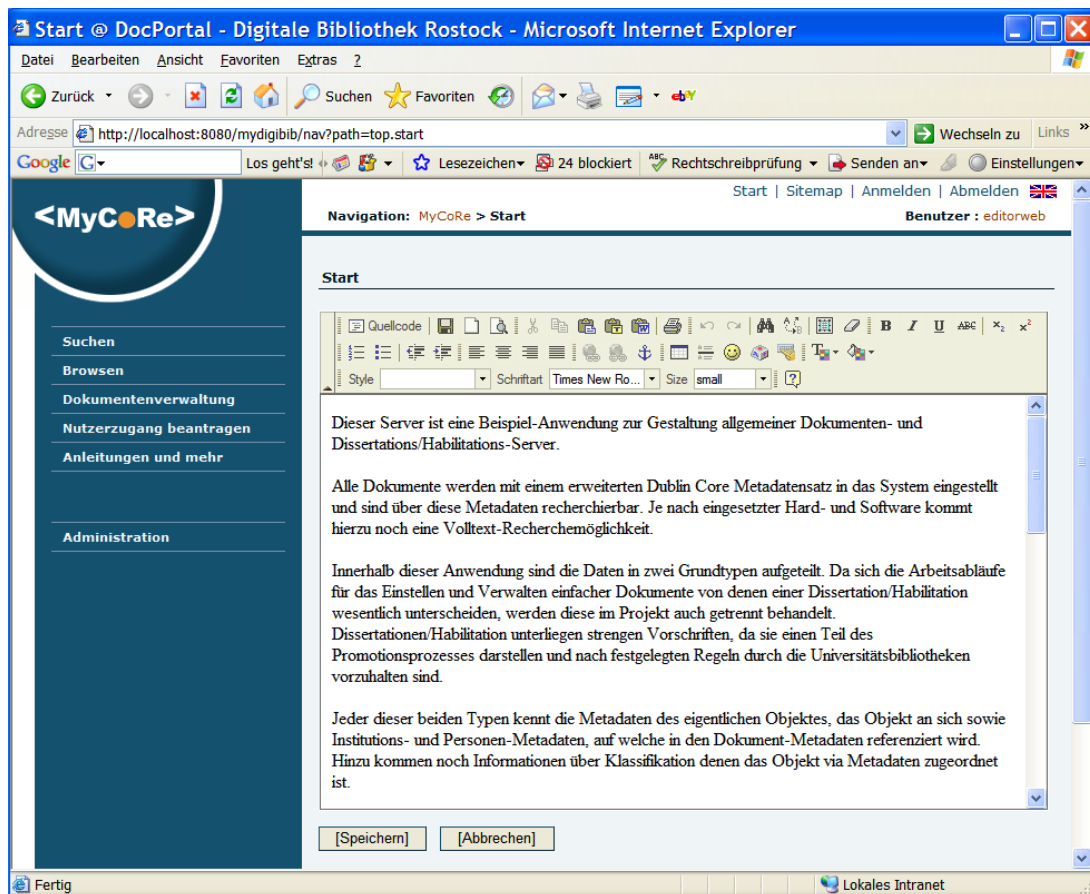 Start @ DocPortal - Digitale Bibliothek Rostock - Microsoft Internet Explorer
Datei Bearbeiten Ansicht Favoriten Extras ?
Zurück Suchen Favoriten ebY
Adresse http://localhost:8080/mydigibib/nav?path=top.start Wechseln zu Links »
Google G Los geht's! Lesezeichen 24 blockiert ABC Rechtschreibprüfung Senden an Einstellungen
<MyCoRe>
Start | Sitemap | Anmelden | Abmelden
Navigation: MyCoRe > Start Benutzer : editorweb
Start
Suchen
Browsen
Dokumentenverwaltung
Nutzerzugang beantragen
Anleitungen und mehr
Administration
Quellcode B I U ABC ×₂ x²
Style Schriftart Times New Ro... Size small
Dieser Server ist eine Beispiel-Anwendung zur Gestaltung allgemeiner Dokumenten- und
Dissertations/Habilitations-Server.
Alle Dokumente werden mit einem erweiterten Dublin Core Metadatensatz in das System eingestellt
und sind über diese Metadaten recherchierbar. Je nach eingesetzter Hard- und Software kommt
hierzu noch eine Volltext-Recherchemöglichkeit.
Innerhalb dieser Anwendung sind die Daten in zwei Grundtypen aufgeteilt. Da sich die Arbeitsabläufe
für das Einstellen und Verwalten einfacher Dokumente von denen einer Dissertation/Habilitation
wesentlich unterscheiden, werden diese im Projekt auch getrennt behandelt.
Dissertationen/Habilitation unterliegen strengen Vorschriften, da sie einen Teil des
Promotionsprozesses darstellen und nach festgelegten Regeln durch die Universitätsbibliotheken
vorzuhalten sind.
Jeder dieser beiden Typen kennt die Metadaten des eigentlichen Objektes, das Objekt an sich sowie
Institutions- und Personen-Metadaten, auf welche in den Dokument-Metadaten referenziert wird.
Hinzu kommen noch Informationen über Klassifikation denen das Objekt via Metadaten zugeordnet
ist.
[Speichern] [Abbrechen]
Fertig Lokales Intranet